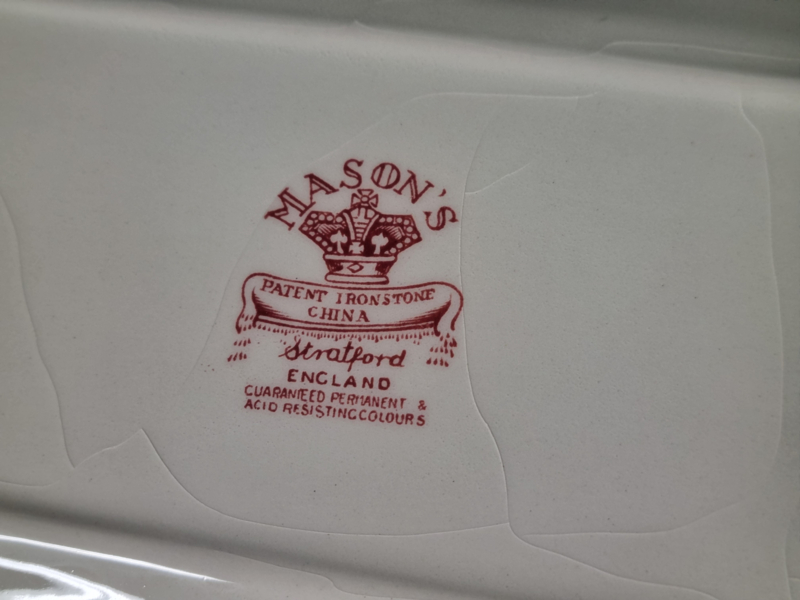 MASON'S
PATENT IRONSTONE
CHINA
Stratford
ENGLAND
GUARANTEED PERMANENT &
ACID RESISTING COLOURS